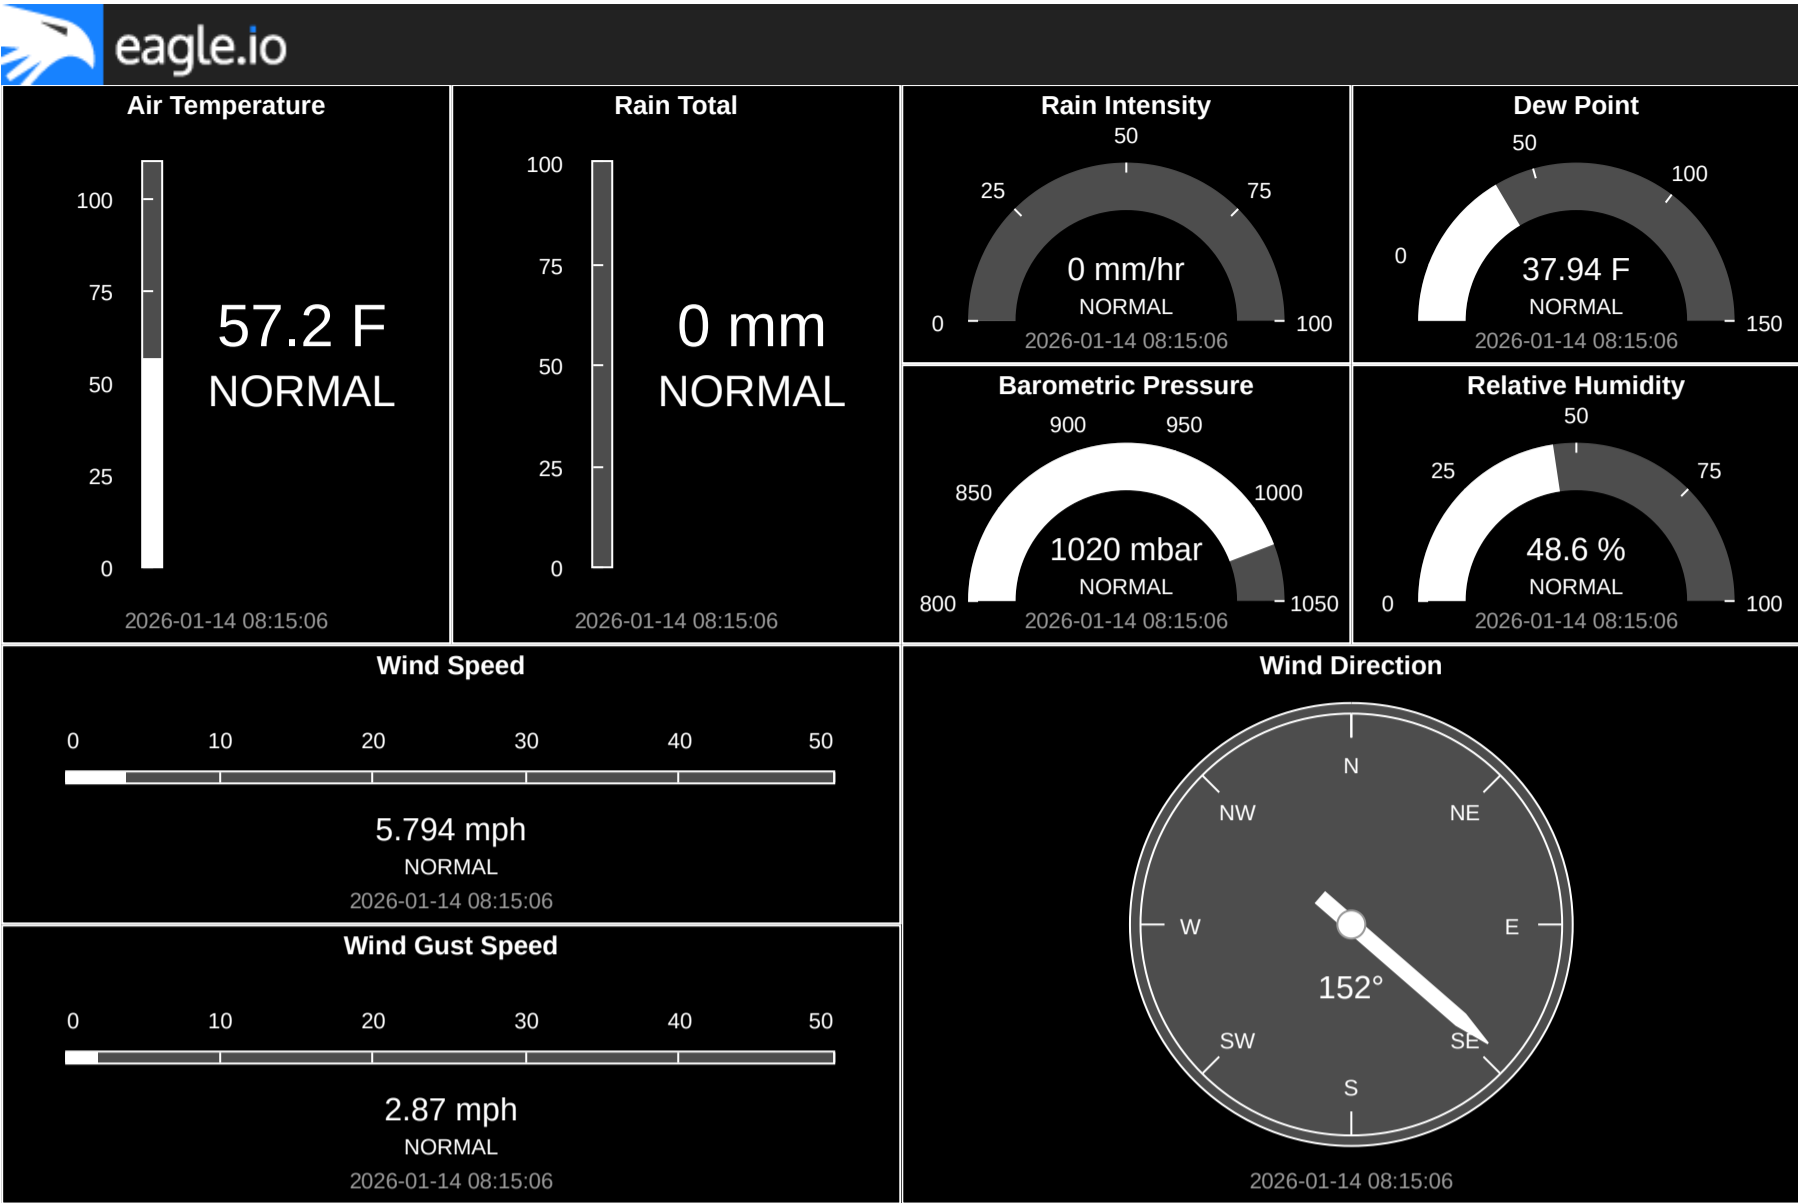 eagle.io
Air Temperature
100
75
50
25
0
57.2 F
NORMAL
2026-01-14 08:15:06
Rain Total
100
75
50
25
0
0 mm
NORMAL
2026-01-14 08:15:06
Rain Intensity
0
25
50
75
100
0 mm/hr
NORMAL
2026-01-14 08:15:06
Dew Point
0
50
100
150
37.94 F
NORMAL
2026-01-14 08:15:06
Barometric Pressure
800
850
900
950
1000
1050
1020 mbar
NORMAL
2026-01-14 08:15:06
Relative Humidity
0
25
50
75
100
48.6 %
NORMAL
2026-01-14 08:15:06
Wind Speed
0 10 20 30 40 50
5.794 mph
NORMAL
2026-01-14 08:15:06
Wind Gust Speed
0 10 20 30 40 50
2.87 mph
NORMAL
2026-01-14 08:15:06
Wind Direction
N
NW NE
W E
152°
SW SE
S
2026-01-14 08:15:06